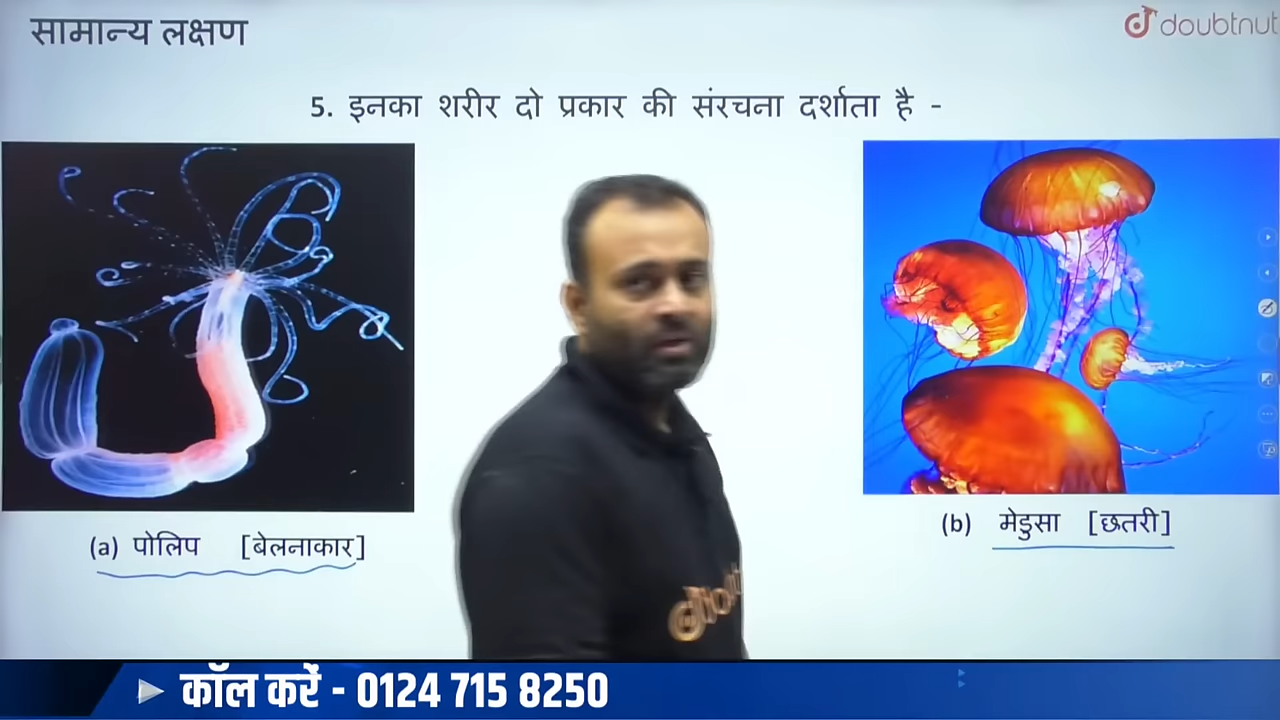 सामान्य लक्षण
doubtnut
5. इनका शरीर दो प्रकार की संरचना दर्शाता है -
(a) पोलिप [बेलनाकार]
(b) मेडुसा [छतरी]
कॉल करें - 0124 715 8250